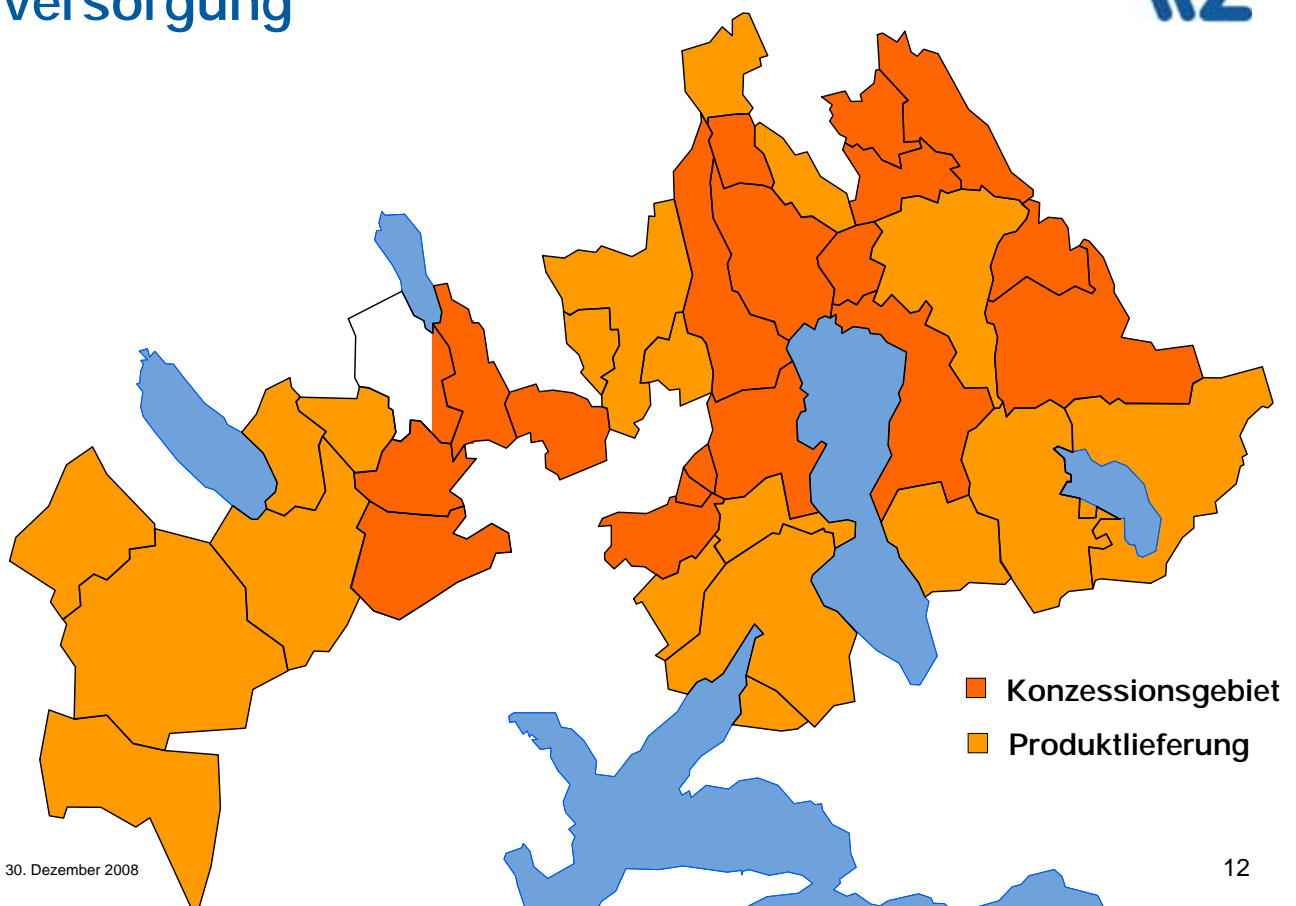 versorgung
Konzessionsgebiet
Produktlieferung
30. Dezember 2008
12